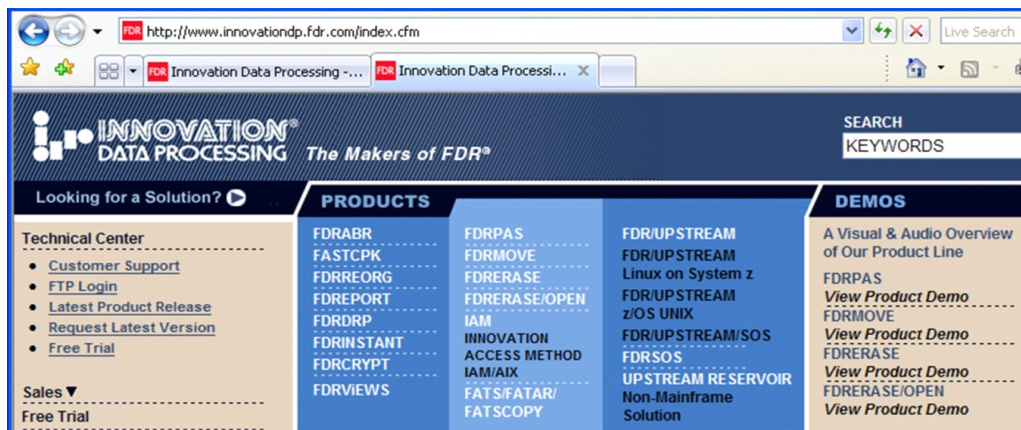 http://www.innovationdp.fdr.com/index.cfm
Live Search
FDR Innovation Data Processing -...
FDR Innovation Data Processi...
INNOVATION®
DATA PROCESSING
The Makers of FDR®
SEARCH
KEYWORDS
Looking for a Solution?
Technical Center
Customer Support
FTP Login
Latest Product Release
Request Latest Version
Free Trial
Sales ▼
Free Trial
PRODUCTS
FDRABR
FASTCPK
FDRREORG
FDREPORT
FDRDRP
FDRINSTANT
FDRCRYPT
FDRViEWS
FDRPAS
FDRMOVE
FDRERASE
FDRERASE/OPEN
IAM
INNOVATION
ACCESS METHOD
IAM/AIX
FATS/FATAR/
FATSCOPY
FDR/UPSTREAM
FDR/UPSTREAM
Linux on System z
FDR/UPSTREAM
z/OS UNIX
FDR/UPSTREAM/SOS
FDRSOS
UPSTREAM RESERVOIR
Non-Mainframe
Solution
DEMOS
A Visual & Audio Overview
of Our Product Line
FDRPAS
View Product Demo
FDRMOVE
View Product Demo
FDRERASE
View Product Demo
FDRERASE/OPEN
View Product Demo